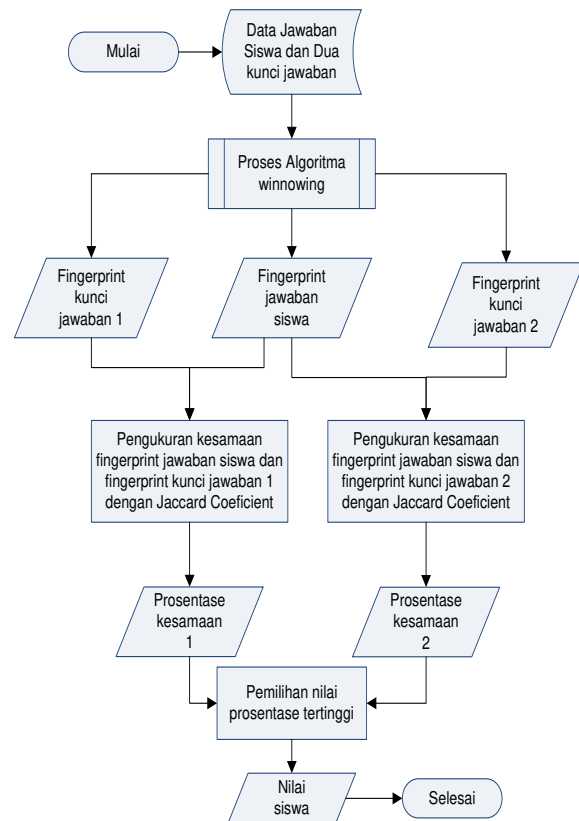 Mulai
Data Jawaban
Siswa dan Dua
kunci jawaban
Proses Algoritma
winnowing
Fingerprint
kunci
jawaban 1
Fingerprint
jawaban
siswa
Fingerprint
kunci
jawaban 2
Pengukuran kesamaan
fingerprint jawaban siswa dan
fingerprint kunci jawaban 1
dengan Jaccard Coeficient
Pengukuran kesamaan
fingerprint jawaban siswa dan
fingerprint kunci jawaban 2
dengan Jaccard Coeficient
Prosentase
kesamaan
1
Prosentase
kesamaan
2
Pemilihan nilai
prosentase tertinggi
Nilai
siswa
Selesai